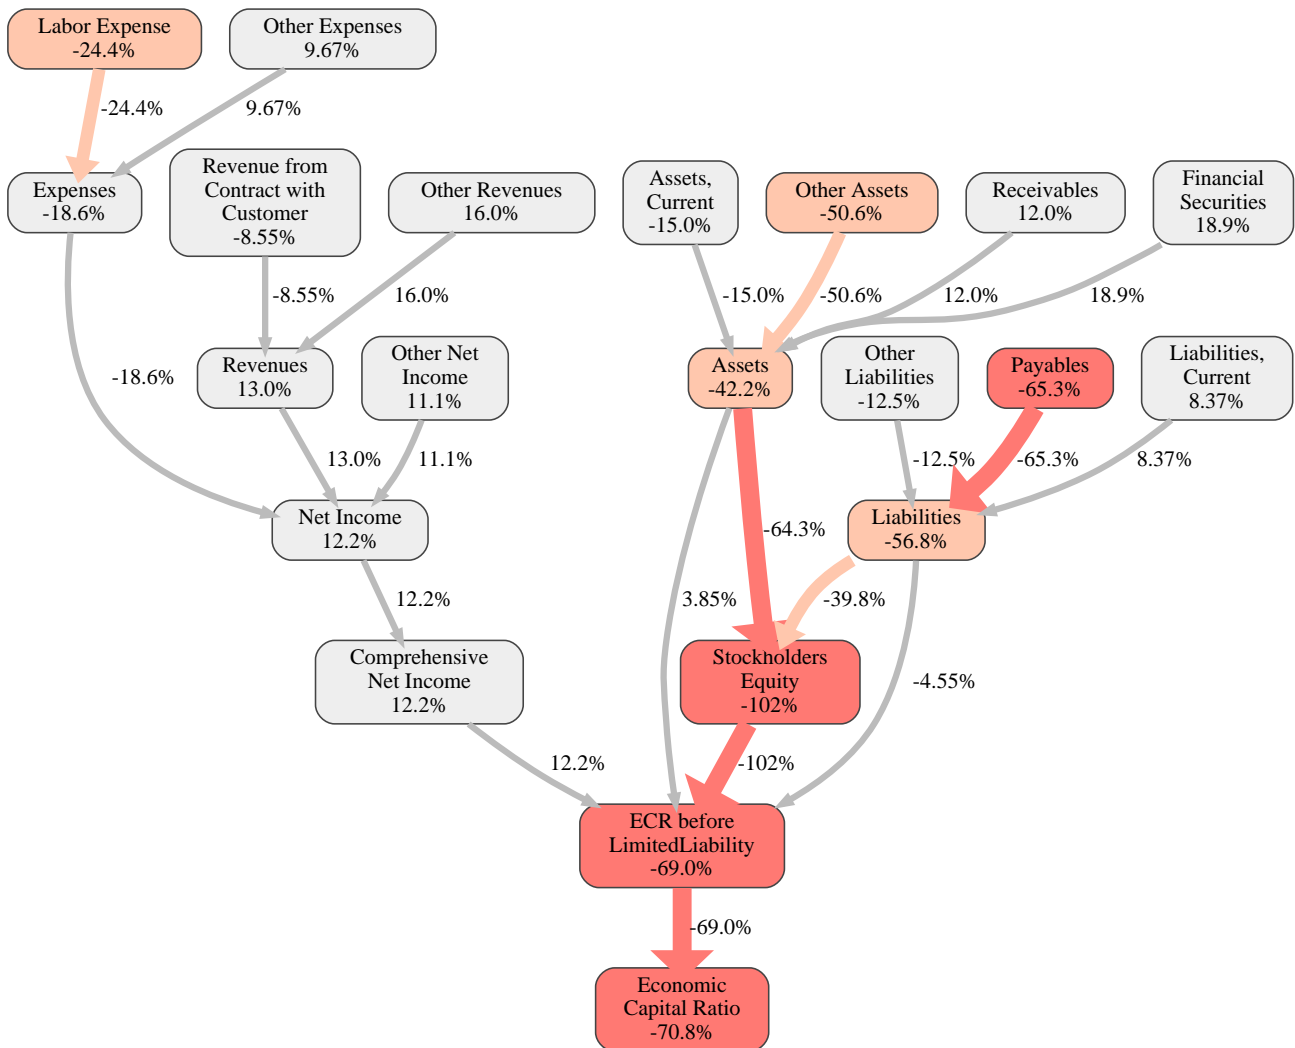 Labor Expense
-24.4%
Other Expenses
9.67%
-24.4%
9.67%
Expenses
-18.6%
Revenue from
Contract with
Customer
-8.55%
Other Revenues
16.0%
Assets,
Current
-15.0%
Other Assets
-50.6%
Receivables
12.0%
Financial
Securities
18.9%
-8.55%
16.0%
-15.0%
-50.6%
12.0%
18.9%
-18.6%
Revenues
13.0%
Other Net
Income
11.1%
Assets
-42.2%
Other
Liabilities
-12.5%
Payables
-65.3%
Liabilities,
Current
8.37%
13.0%
11.1%
-12.5%
-65.3%
8.37%
Net Income
12.2%
-64.3%
Liabilities
-56.8%
12.2%
3.85%
-39.8%
Comprehensive
Net Income
12.2%
Stockholders
Equity
-102%
-4.55%
12.2%
-102%
ECR before
LimitedLiability
-69.0%
-69.0%
Economic
Capital Ratio
-70.8%